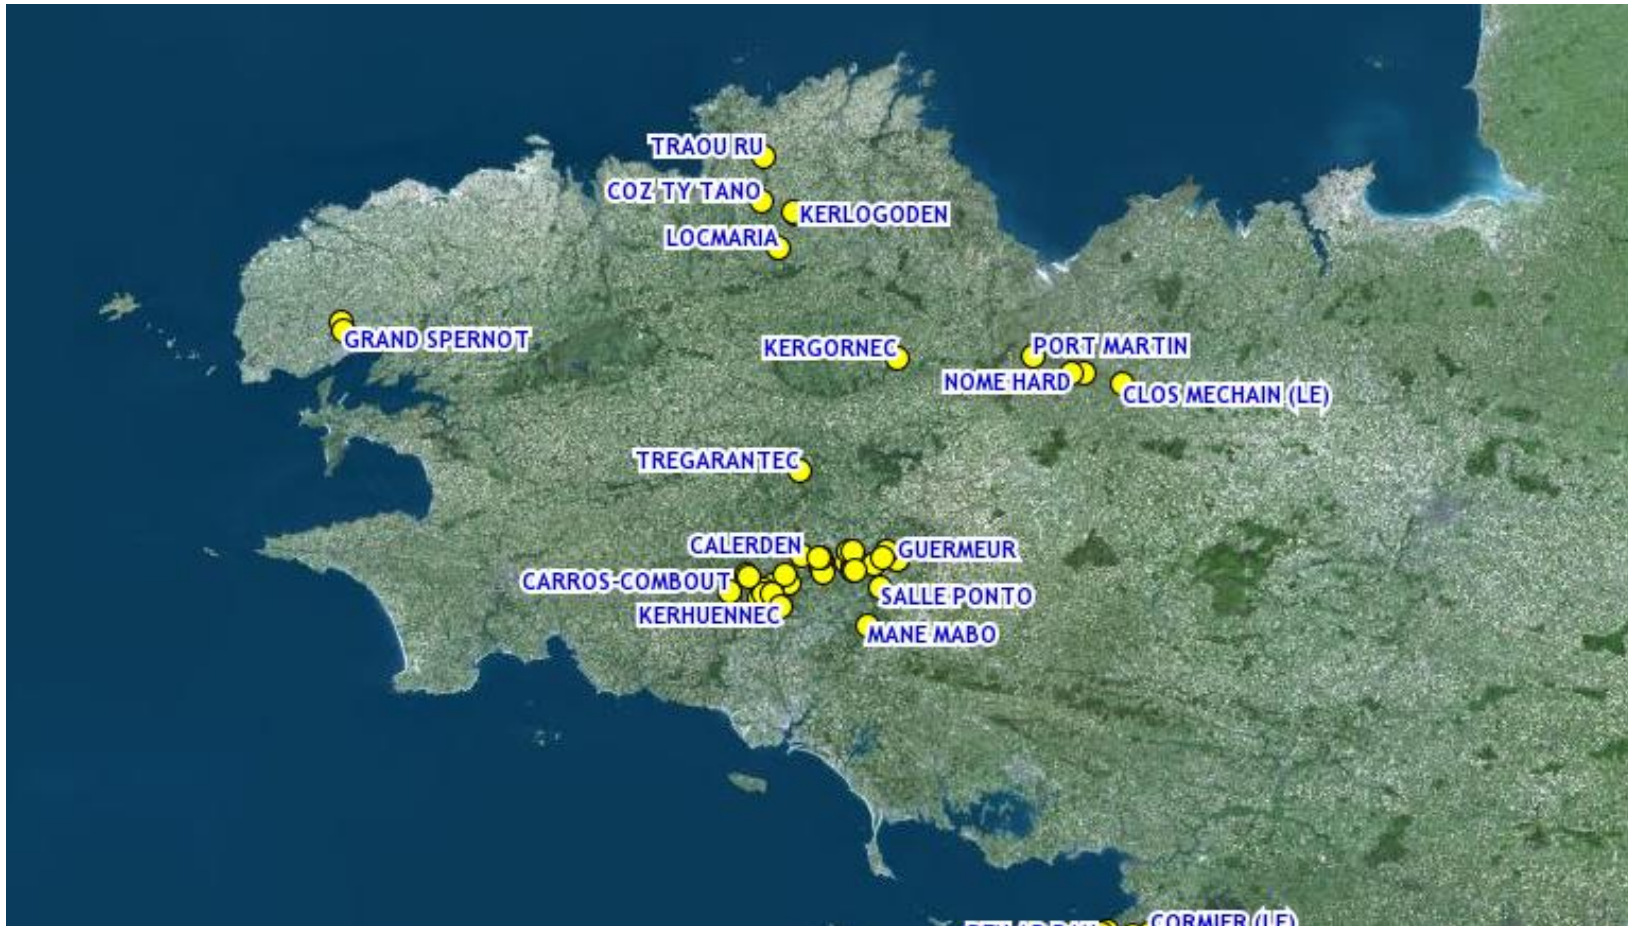 TRAOU RU
COZ TY TANO
KERLOGODEN
LOCMARIA
GRAND SPERNOT
KERGORNEC
PORT MARTIN
NOME HARD
CLOS MECHAIN (LE)
TREGARANTEC
CALERDEN
GUERMEUR
CARROS-COMBOUT
SALLE PONTO
KERHUENNEC
MANE MABO
CORMIER (LE)